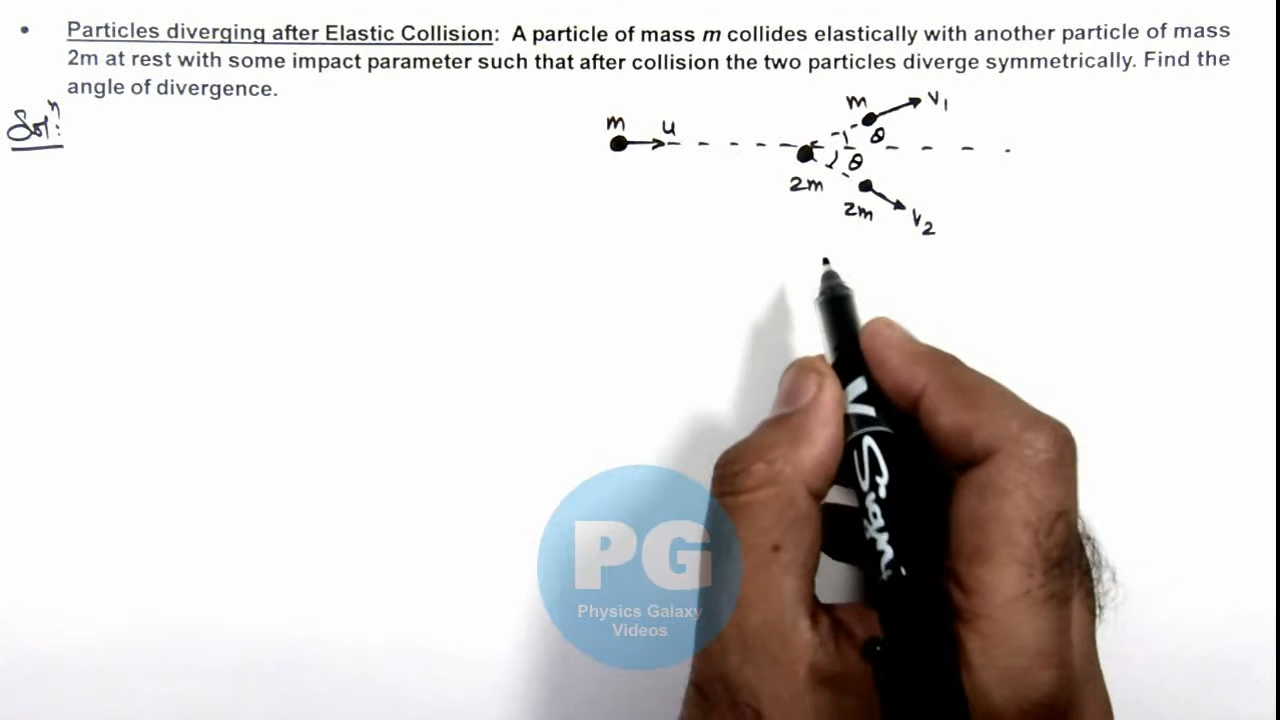 • Particles diverging after Elastic Collision: A particle of mass m collides elastically with another particle of mass
2m at rest with some impact parameter such that after collision the two particles diverge symmetrically. Find the
angle of divergence.
Solⁿ:
m
u
2m
m
v₁
θ
θ
2m
v₂
V Sign
PG
Physics Galaxy
Videos